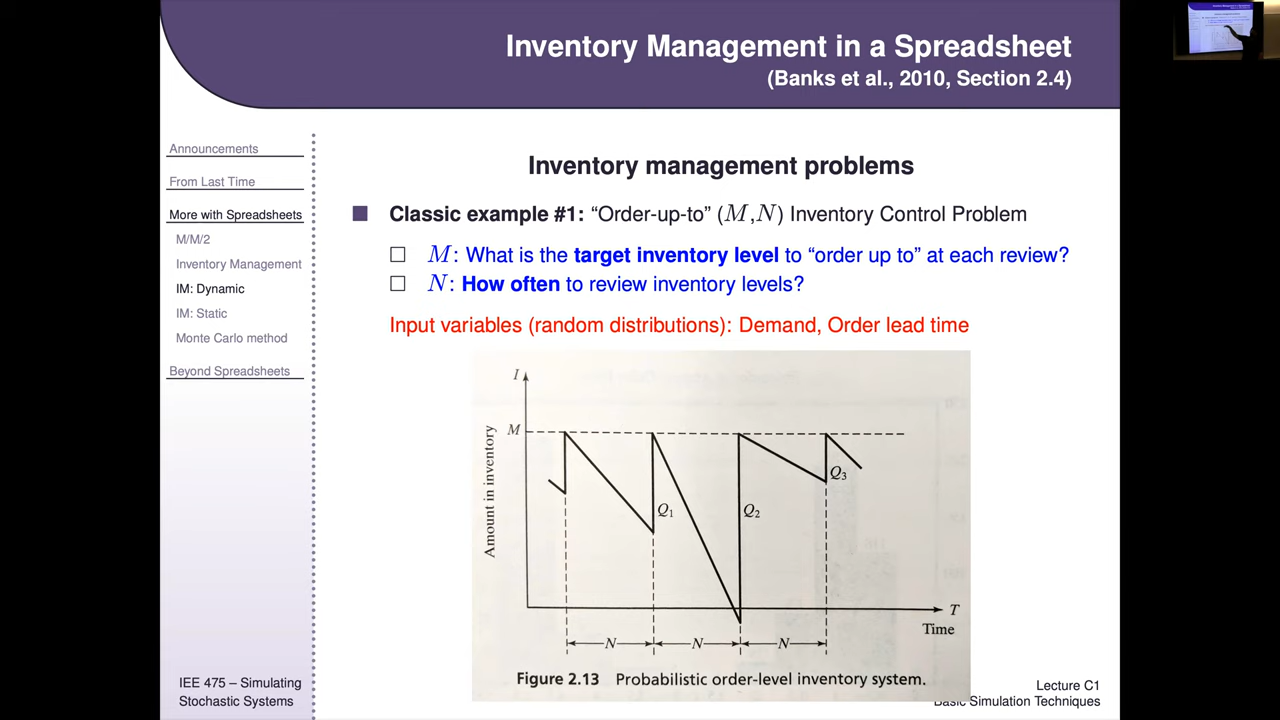 Inventory Management in a Spreadsheet
(Banks et al., 2010, Section 2.4)
Announcements
From Last Time
More with Spreadsheets
M/M/2
Inventory Management
IM: Dynamic
IM: Static
Monte Carlo method
Beyond Spreadsheets
Inventory management problems
Classic example #1: “Order-up-to” (M,N) Inventory Control Problem
M: What is the target inventory level to “order up to” at each review?
N: How often to review inventory levels?
Input variables (random distributions): Demand, Order lead time
I
M
Amount in inventory
Q1
Q2
Q3
T
Time
N
N
N
Figure 2.13 Probabilistic order-level inventory system.
IEE 475 – Simulating
Stochastic Systems
Lecture C1
Basic Simulation Techniques